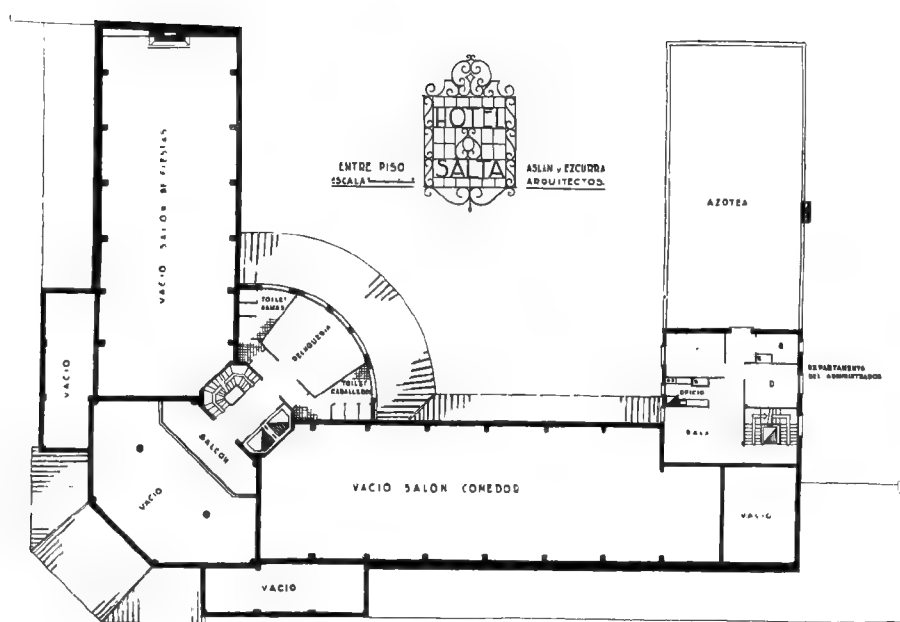 HOTEL
SALTA
ENTRE PISO
ESCALA
ASLAN y EZCURRA
ARQUITECTOS.
VACIO SALON DE FIESTAS
AZOTEA
TOILET
DAMAS
PELUQUERIA
TOILET
CABALLEROS
VACIO
BALCON
VACIO
VACIO SALON COMEDOR
DEPARTAMENTO
DEL ADMINISTRADOR
B
D
OFICIO
SALA
VACIO
VACIO